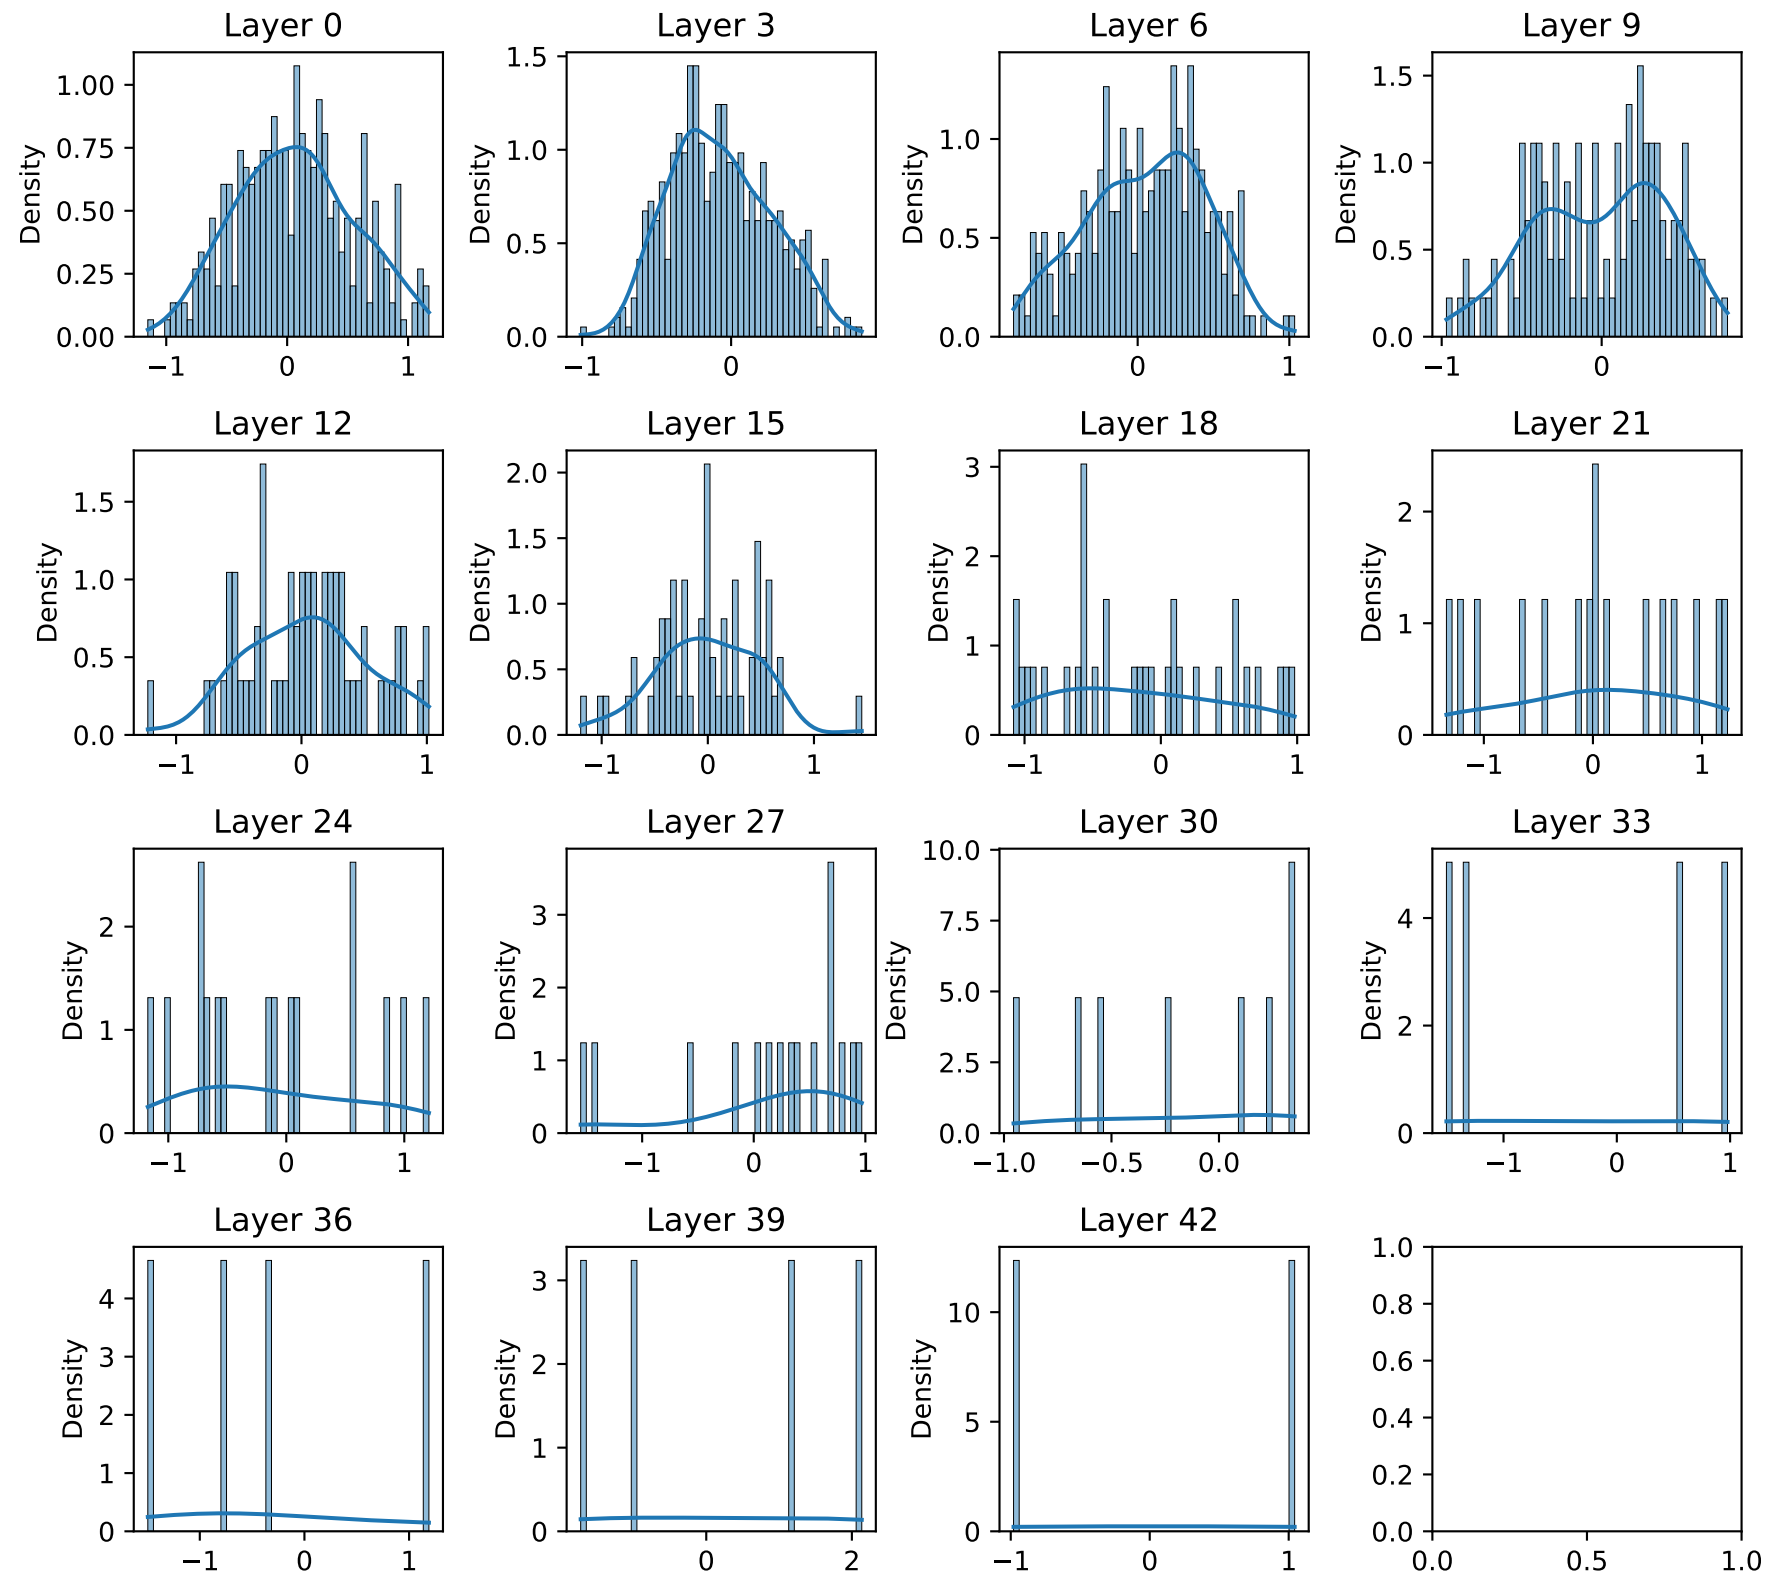 Layer 0 Layer 3 Layer 6 Layer 9
Density 0.00 0.25 0.50 0.75 1.00
−1 0 1
Density 0.0 0.5 1.0 1.5
−1 0
Density 0.0 0.5 1.0
0 1
Density 0.0 0.5 1.0 1.5
−1 0
Layer 12 Layer 15 Layer 18 Layer 21
Density 0.0 0.5 1.0 1.5
−1 0 1
Density 0.0 0.5 1.0 1.5 2.0
−1 0 1
Density 0 1 2 3
−1 0 1
Density 0 1 2
−1 0 1
Layer 24 Layer 27 Layer 30 Layer 33
Density 0 1 2
−1 0 1
Density 0 1 2 3
−1 0 1
Density 0.0 2.5 5.0 7.5 10.0
−1.0 −0.5 0.0
Density 0 2 4
−1 0 1
Layer 36 Layer 39 Layer 42
Density 0 1 2 3 4
−1 0 1
Density 0 1 2 3
0 2
Density 0 5 10
−1 0 1
0.0 0.2 0.4 0.6 0.8 1.0
0.0 0.5 1.0